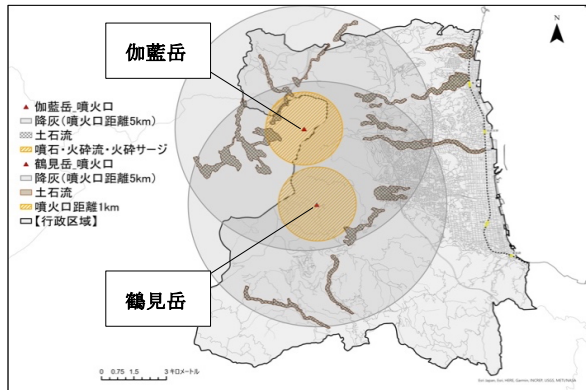 伽藍岳
N
伽藍岳_噴火口
降灰(噴火口距離5km)
土石流
噴石・火砕流・火砕サージ
鶴見岳_噴火口
降灰(噴火口距離5km)
土石流
噴火口距離1km
【行政区域】
鶴見岳
0 0.75 1.5 3 キロメートル